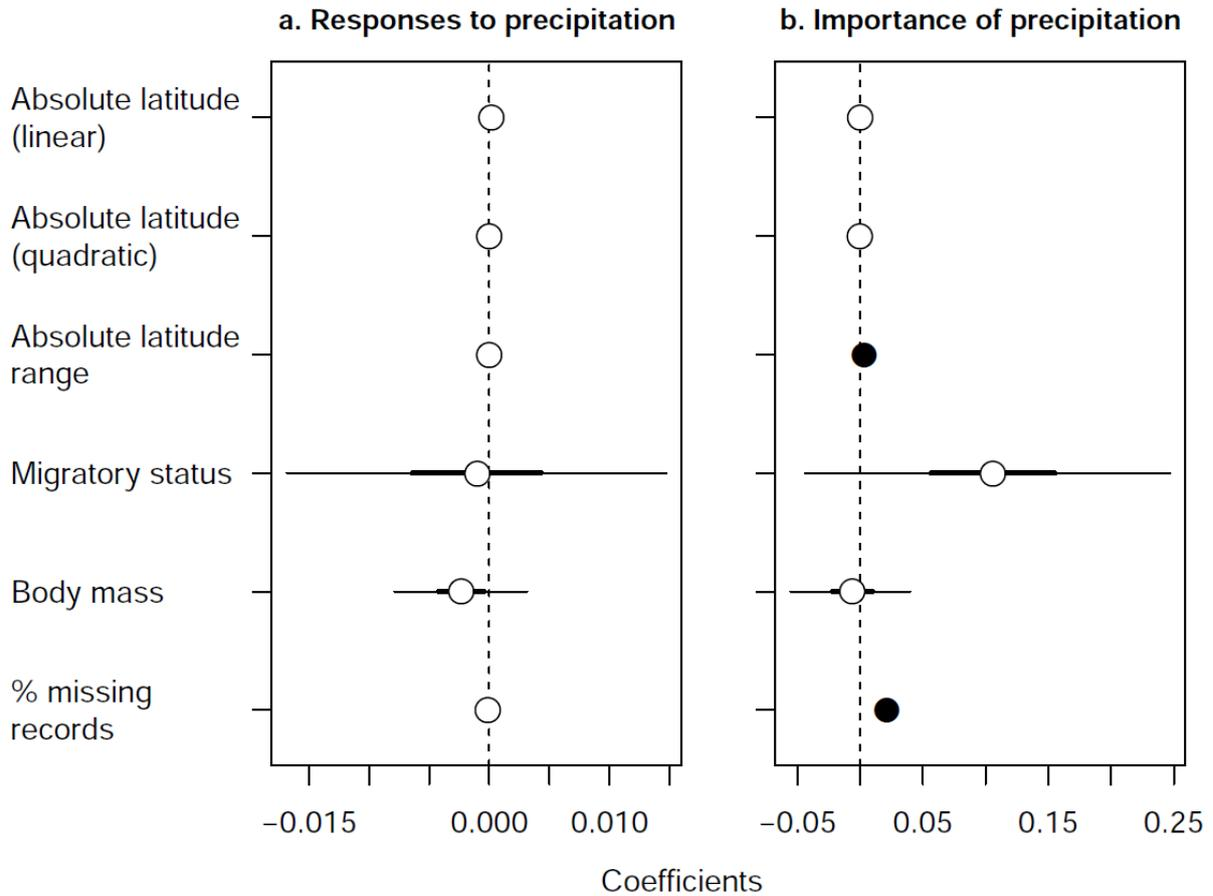 a. Responses to precipitation
b. Importance of precipitation
Absolute latitude
(linear)
Absolute latitude
(quadratic)
Absolute latitude
range
Migratory status
Body mass
% missing
records
−0.015 0.000 0.010
−0.05 0.05 0.15 0.25
Coefficients